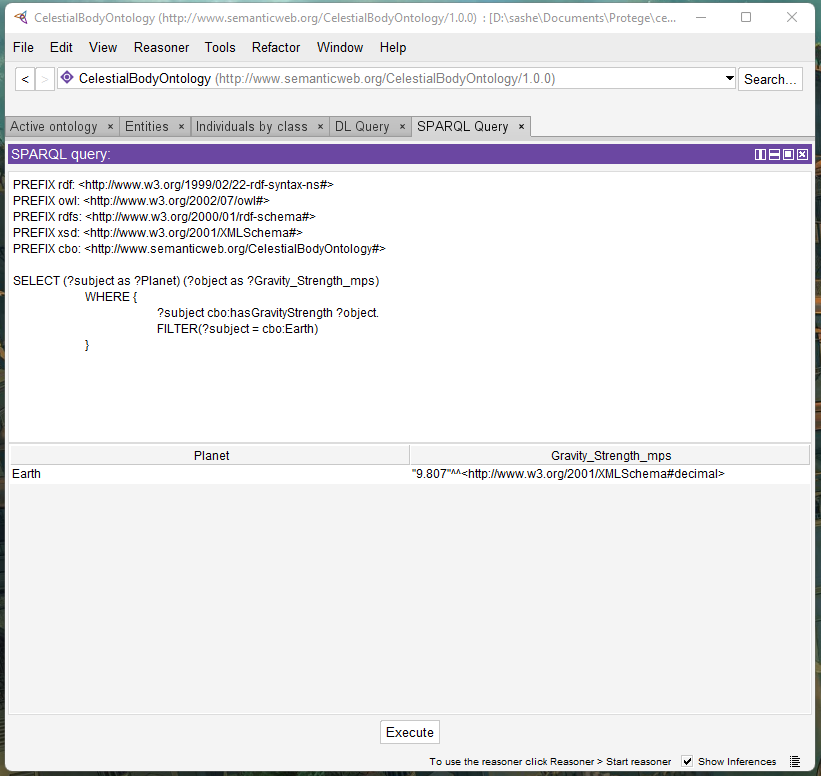 CelestialBodyOntology (http://www.semanticweb.org/CelestialBodyOntology/1.0.0) : [D:\sashe\Documents\Protege\ce...
File Edit View Reasoner Tools Refactor Window Help
< > CelestialBodyOntology (http://www.semanticweb.org/CelestialBodyOntology/1.0.0) Search...
Active ontology × Entities × Individuals by class × DL Query × SPARQL Query ×
SPARQL query:
PREFIX rdf: <http://www.w3.org/1999/02/22-rdf-syntax-ns#>
PREFIX owl: <http://www.w3.org/2002/07/owl#>
PREFIX rdfs: <http://www.w3.org/2000/01/rdf-schema#>
PREFIX xsd: <http://www.w3.org/2001/XMLSchema#>
PREFIX cbo: <http://www.semanticweb.org/CelestialBodyOntology#>
SELECT (?subject as ?Planet) (?object as ?Gravity_Strength_mps)
WHERE {
?subject cbo:hasGravityStrength ?object.
FILTER(?subject = cbo:Earth)
}
Planet Gravity_Strength_mps
Earth "9.807"^^<http://www.w3.org/2001/XMLSchema#decimal>
Execute
To use the reasoner click Reasoner > Start reasoner Show Inferences